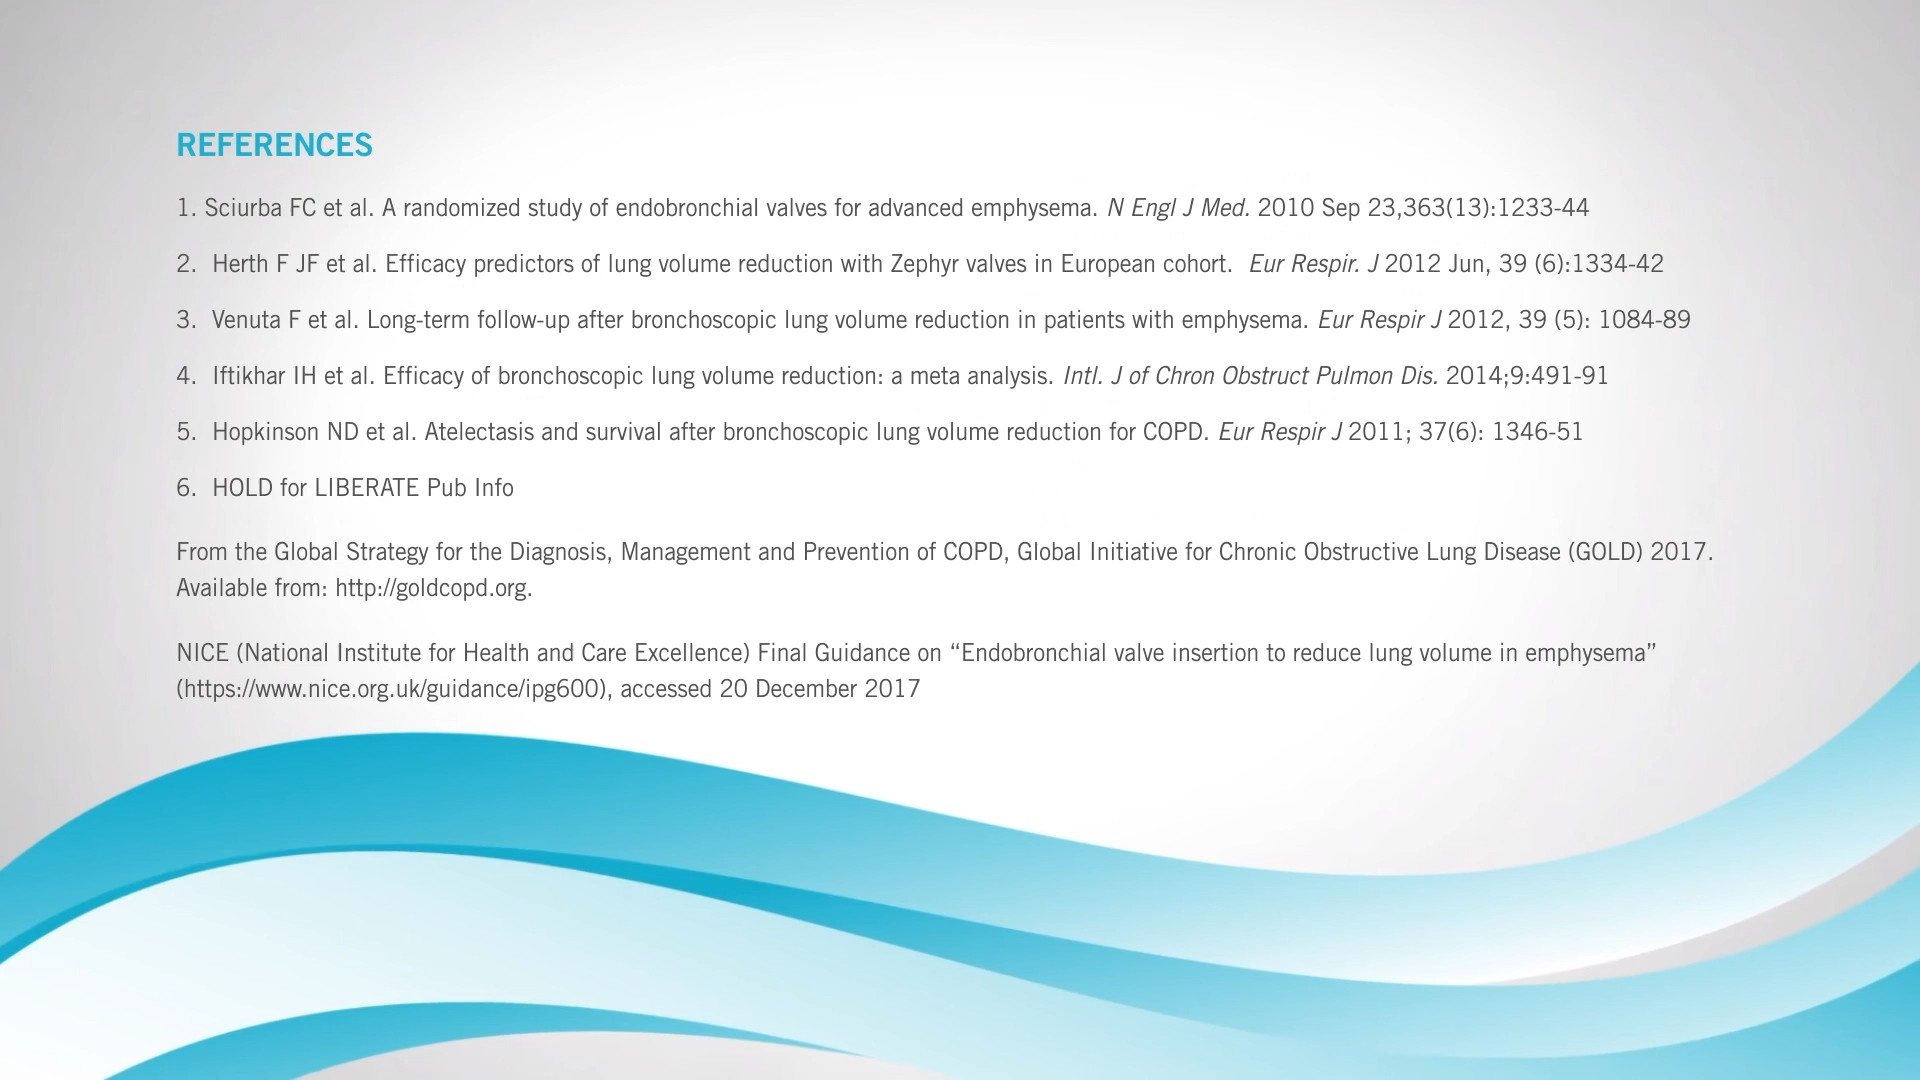 REFERENCES
1. Sciurba FC et al. A randomized study of endobronchial valves for advanced emphysema. N Engl J Med. 2010 Sep 23,363(13):1233-44
2. Herth F JF et al. Efficacy predictors of lung volume reduction with Zephyr valves in European cohort. Eur Respir. J 2012 Jun, 39 (6):1334-42
3. Venuta F et al. Long-term follow-up after bronchoscopic lung volume reduction in patients with emphysema. Eur Respir J 2012, 39 (5): 1084-89
4. Iftikhar IH et al. Efficacy of bronchoscopic lung volume reduction: a meta analysis. Intl. J of Chron Obstruct Pulmon Dis. 2014;9:491-91
5. Hopkinson ND et al. Atelectasis and survival after bronchoscopic lung volume reduction for COPD. Eur Respir J 2011; 37(6): 1346-51
6. HOLD for LIBERATE Pub Info
From the Global Strategy for the Diagnosis, Management and Prevention of COPD, Global Initiative for Chronic Obstructive Lung Disease (GOLD) 2017.
Available from: http://goldcopd.org.
NICE (National Institute for Health and Care Excellence) Final Guidance on “Endobronchial valve insertion to reduce lung volume in emphysema”
(https://www.nice.org.uk/guidance/ipg600), accessed 20 December 2017